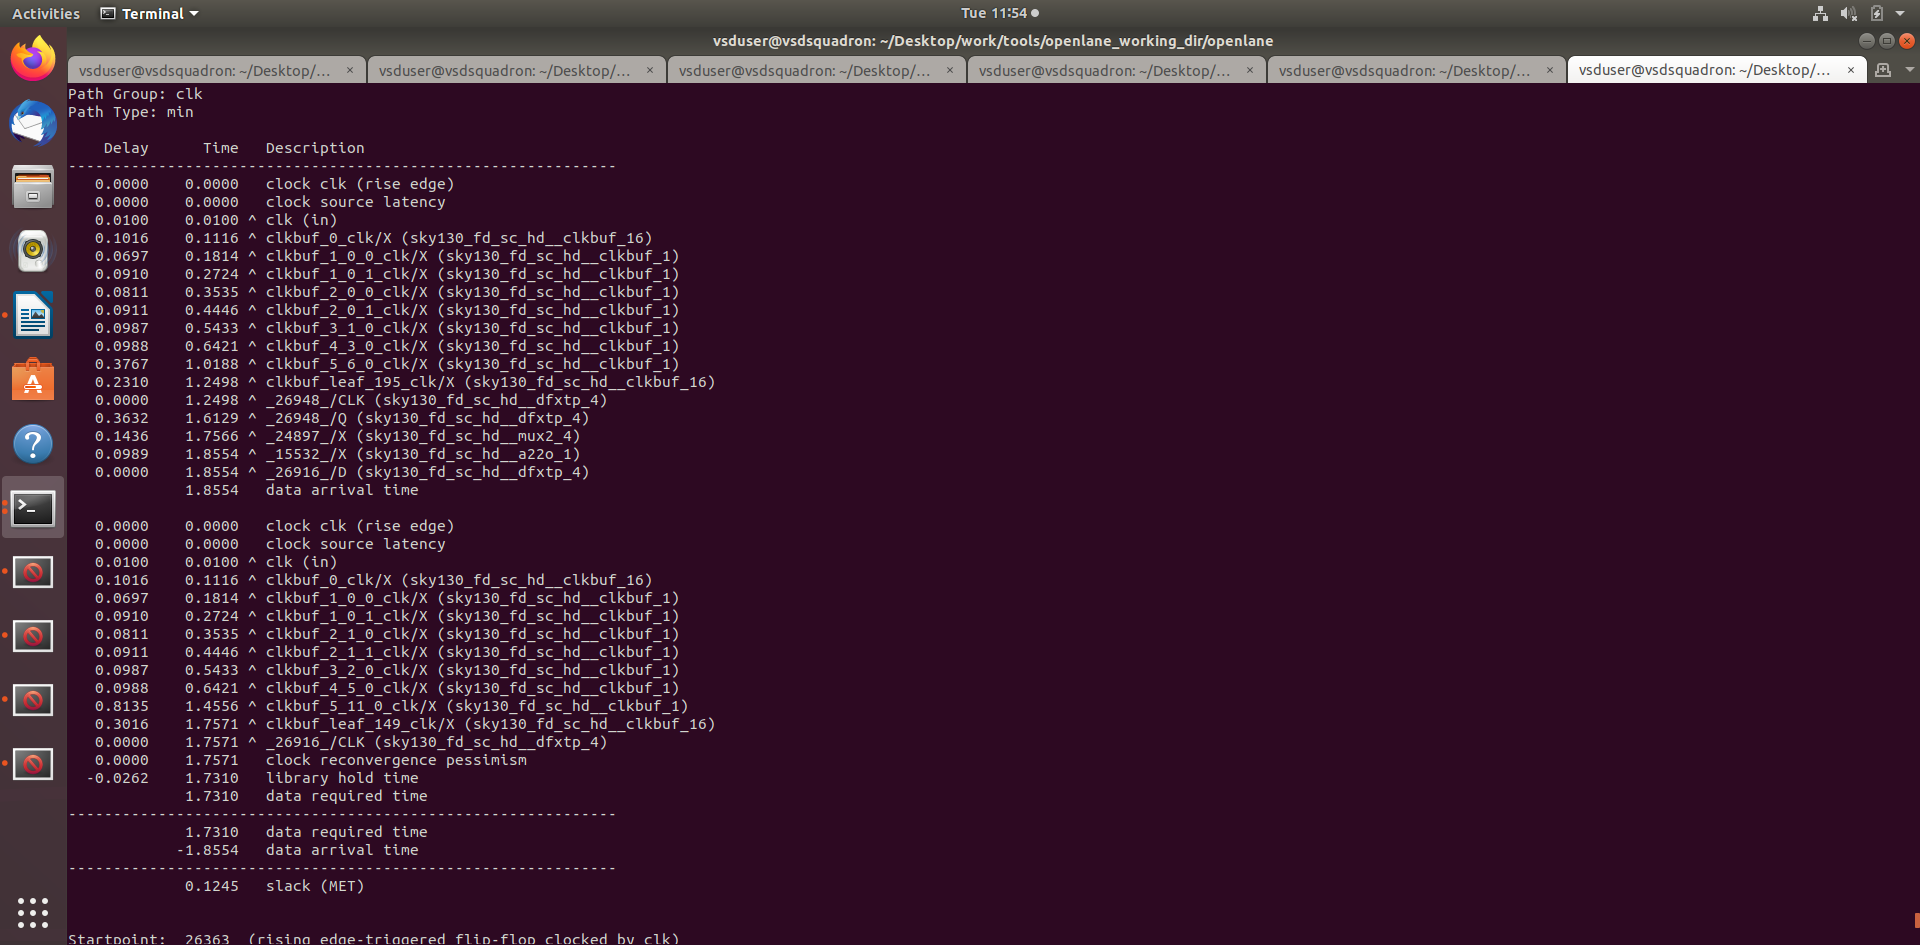 Activities Terminal Tue 11:54
vsduser@vsdsquadron: ~/Desktop/work/tools/openlane_working_dir/openlane
vsduser@vsdsquadron: ~/Desktop/... × vsduser@vsdsquadron: ~/Desktop/... × vsduser@vsdsquadron: ~/Desktop/... × vsduser@vsdsquadron: ~/Desktop/... × vsduser@vsdsquadron: ~/Desktop/... × vsduser@vsdsquadron: ~/Desktop/... ×
Path Group: clk
Path Type: min
Delay Time Description
-------------------------------------------------------------
0.0000 0.0000 clock clk (rise edge)
0.0000 0.0000 clock source latency
0.0100 0.0100 ^ clk (in)
0.1016 0.1116 ^ clkbuf_0_clk/X (sky130_fd_sc_hd__clkbuf_16)
0.0697 0.1814 ^ clkbuf_1_0_0_clk/X (sky130_fd_sc_hd__clkbuf_1)
0.0910 0.2724 ^ clkbuf_1_0_1_clk/X (sky130_fd_sc_hd__clkbuf_1)
0.0811 0.3535 ^ clkbuf_2_0_0_clk/X (sky130_fd_sc_hd__clkbuf_1)
0.0911 0.4446 ^ clkbuf_2_0_1_clk/X (sky130_fd_sc_hd__clkbuf_1)
0.0987 0.5433 ^ clkbuf_3_1_0_clk/X (sky130_fd_sc_hd__clkbuf_1)
0.0988 0.6421 ^ clkbuf_4_3_0_clk/X (sky130_fd_sc_hd__clkbuf_1)
0.3767 1.0188 ^ clkbuf_5_6_0_clk/X (sky130_fd_sc_hd__clkbuf_1)
0.2310 1.2498 ^ clkbuf_leaf_195_clk/X (sky130_fd_sc_hd__clkbuf_16)
0.0000 1.2498 ^ _26948_/CLK (sky130_fd_sc_hd__dfxtp_4)
0.3632 1.6129 ^ _26948_/Q (sky130_fd_sc_hd__dfxtp_4)
0.1436 1.7566 ^ _24897_/X (sky130_fd_sc_hd__mux2_4)
0.0989 1.8554 ^ _15532_/X (sky130_fd_sc_hd__a22o_1)
0.0000 1.8554 ^ _26916_/D (sky130_fd_sc_hd__dfxtp_4)
1.8554 data arrival time
0.0000 0.0000 clock clk (rise edge)
0.0000 0.0000 clock source latency
0.0100 0.0100 ^ clk (in)
0.1016 0.1116 ^ clkbuf_0_clk/X (sky130_fd_sc_hd__clkbuf_16)
0.0697 0.1814 ^ clkbuf_1_0_0_clk/X (sky130_fd_sc_hd__clkbuf_1)
0.0910 0.2724 ^ clkbuf_1_0_1_clk/X (sky130_fd_sc_hd__clkbuf_1)
0.0811 0.3535 ^ clkbuf_2_1_0_clk/X (sky130_fd_sc_hd__clkbuf_1)
0.0911 0.4446 ^ clkbuf_2_1_1_clk/X (sky130_fd_sc_hd__clkbuf_1)
0.0987 0.5433 ^ clkbuf_3_2_0_clk/X (sky130_fd_sc_hd__clkbuf_1)
0.0988 0.6421 ^ clkbuf_4_5_0_clk/X (sky130_fd_sc_hd__clkbuf_1)
0.8135 1.4556 ^ clkbuf_5_11_0_clk/X (sky130_fd_sc_hd__clkbuf_1)
0.3016 1.7571 ^ clkbuf_leaf_149_clk/X (sky130_fd_sc_hd__clkbuf_16)
0.0000 1.7571 ^ _26916_/CLK (sky130_fd_sc_hd__dfxtp_4)
0.0000 1.7571 clock reconvergence pessimism
-0.0262 1.7310 library hold time
1.7310 data required time
-------------------------------------------------------------
1.7310 data required time
-1.8554 data arrival time
-------------------------------------------------------------
0.1245 slack (MET)
Startpoint: _26363_ (rising edge-triggered flip-flop clocked by clk)